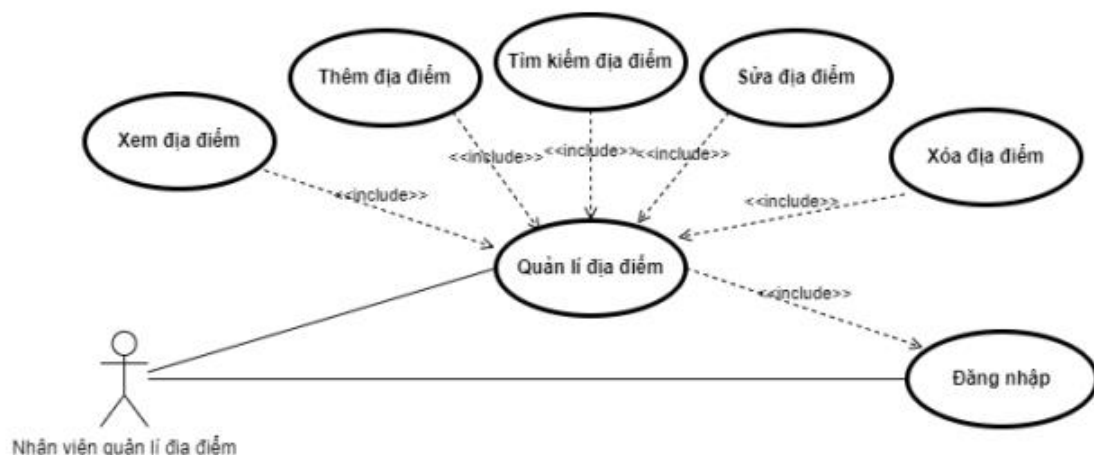 Tìm kiếm địa điểm
Thêm địa điểm
Sửa địa điểm
Xem địa điểm
Xóa địa điểm
<<include>>
<<include>>
<<include>>
<<include>>
<<include>>
Quản lí địa điểm
<<include>>
Đăng nhập
Nhân viên quản lí địa điểm